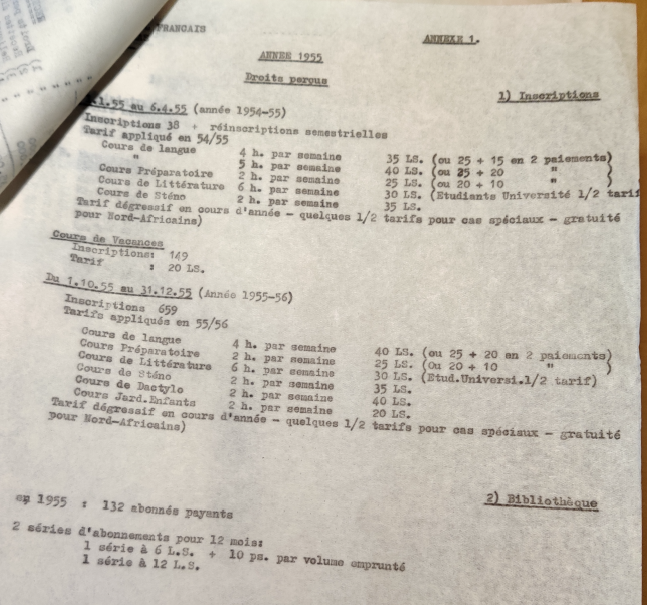 FRANCAIS
ANNEXE 1.
ANNEE 1955
Droits perçus
1) Inscriptions
.1.55 au 6.4.55 (année 1954-55)
Inscriptions 38 + réinscriptions semestrielles
Tarif appliqué en 54/55
Cours de langue 4 h. par semaine 35 LS. (ou 25 + 15 en 2 paiements)
" 5 h. par semaine 40 LS. (ou 25 + 20 " )
Cours Préparatoire 2 h. par semaine 25 LS. (ou 20 + 10 " )
Cours de Littérature 6 h. par semaine 30 LS. (Etudiants Université 1/2 tarif
Cours de Sténo 2 h. par semaine 35 LS.
Tarif dégressif en cours d'année - quelques 1/2 tarifs pour cas spéciaux - gratuité
pour Nord-Africains)
Cours de Vacances
Inscriptions: 149
Tarif : 20 LS.
Du 1.10.55 au 31.12.55 (Année 1955-56)
Inscriptions 659
Tarifs appliqués en 55/56
Cours de langue 4 h. par semaine 40 LS. (ou 25 + 20 en 2 paiements)
Cours Préparatoire 2 h. par semaine 25 LS. (Ou 20 + 10 " )
Cours de Littérature 6 h. par semaine 30 LS. (Etud.Universi.1/2 tarif)
Cours de Sténo 2 h. par semaine 35 LS.
Cours de Dactylo 2 h. par semaine 40 LS.
Cours Jard.Enfants 2 h. par semaine 20 LS.
Tarif dégressif en cours d'année - quelques 1/2 tarifs pour cas spéciaux - gratuité
pour Nord-Africains)
2) Bibliothèque
en 1955 : 132 abonnés payants
2 séries d'abonnements pour 12 mois:
1 série à 6 L.S. + 10 ps. par volume emprunté
1 série à 12 L.S.